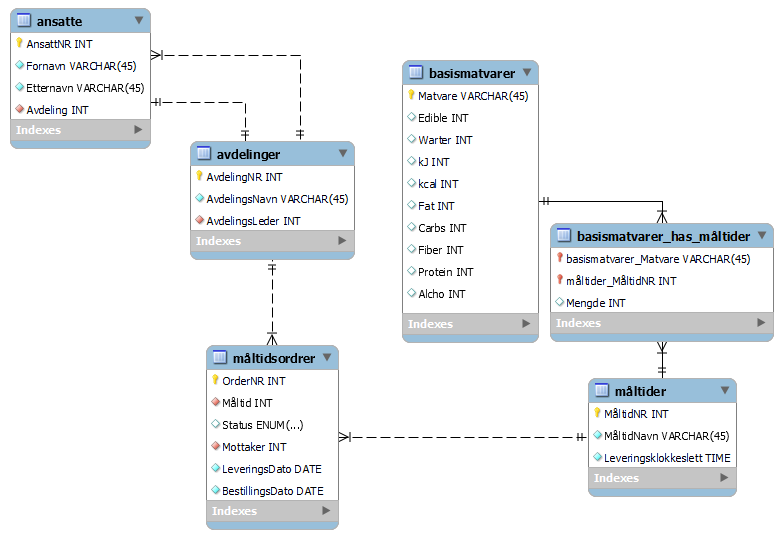 ansatte
AnsattNR INT
Fornavn VARCHAR(45)
Etternavn VARCHAR(45)
Avdeling INT
Indexes
avdelinger
AvdelingNR INT
AvdelingsNavn VARCHAR(45)
AvdelingsLeder INT
Indexes
måltidsordrer
OrderNR INT
Måltid INT
Status ENUM(...)
Mottaker INT
LeveringsDato DATE
BestillingsDato DATE
Indexes
basismatvarer
Matvare VARCHAR(45)
Edible INT
Warter INT
kJ INT
kcal INT
Fat INT
Carbs INT
Fiber INT
Protein INT
Alcho INT
Indexes
basismatvarer_has_måltider
basismatvarer_Matvare VARCHAR(45)
måltider_MåltidNR INT
Mengde INT
Indexes
måltider
MåltidNR INT
MåltidNavn VARCHAR(45)
Leveringsklokkeslett TIME
Indexes